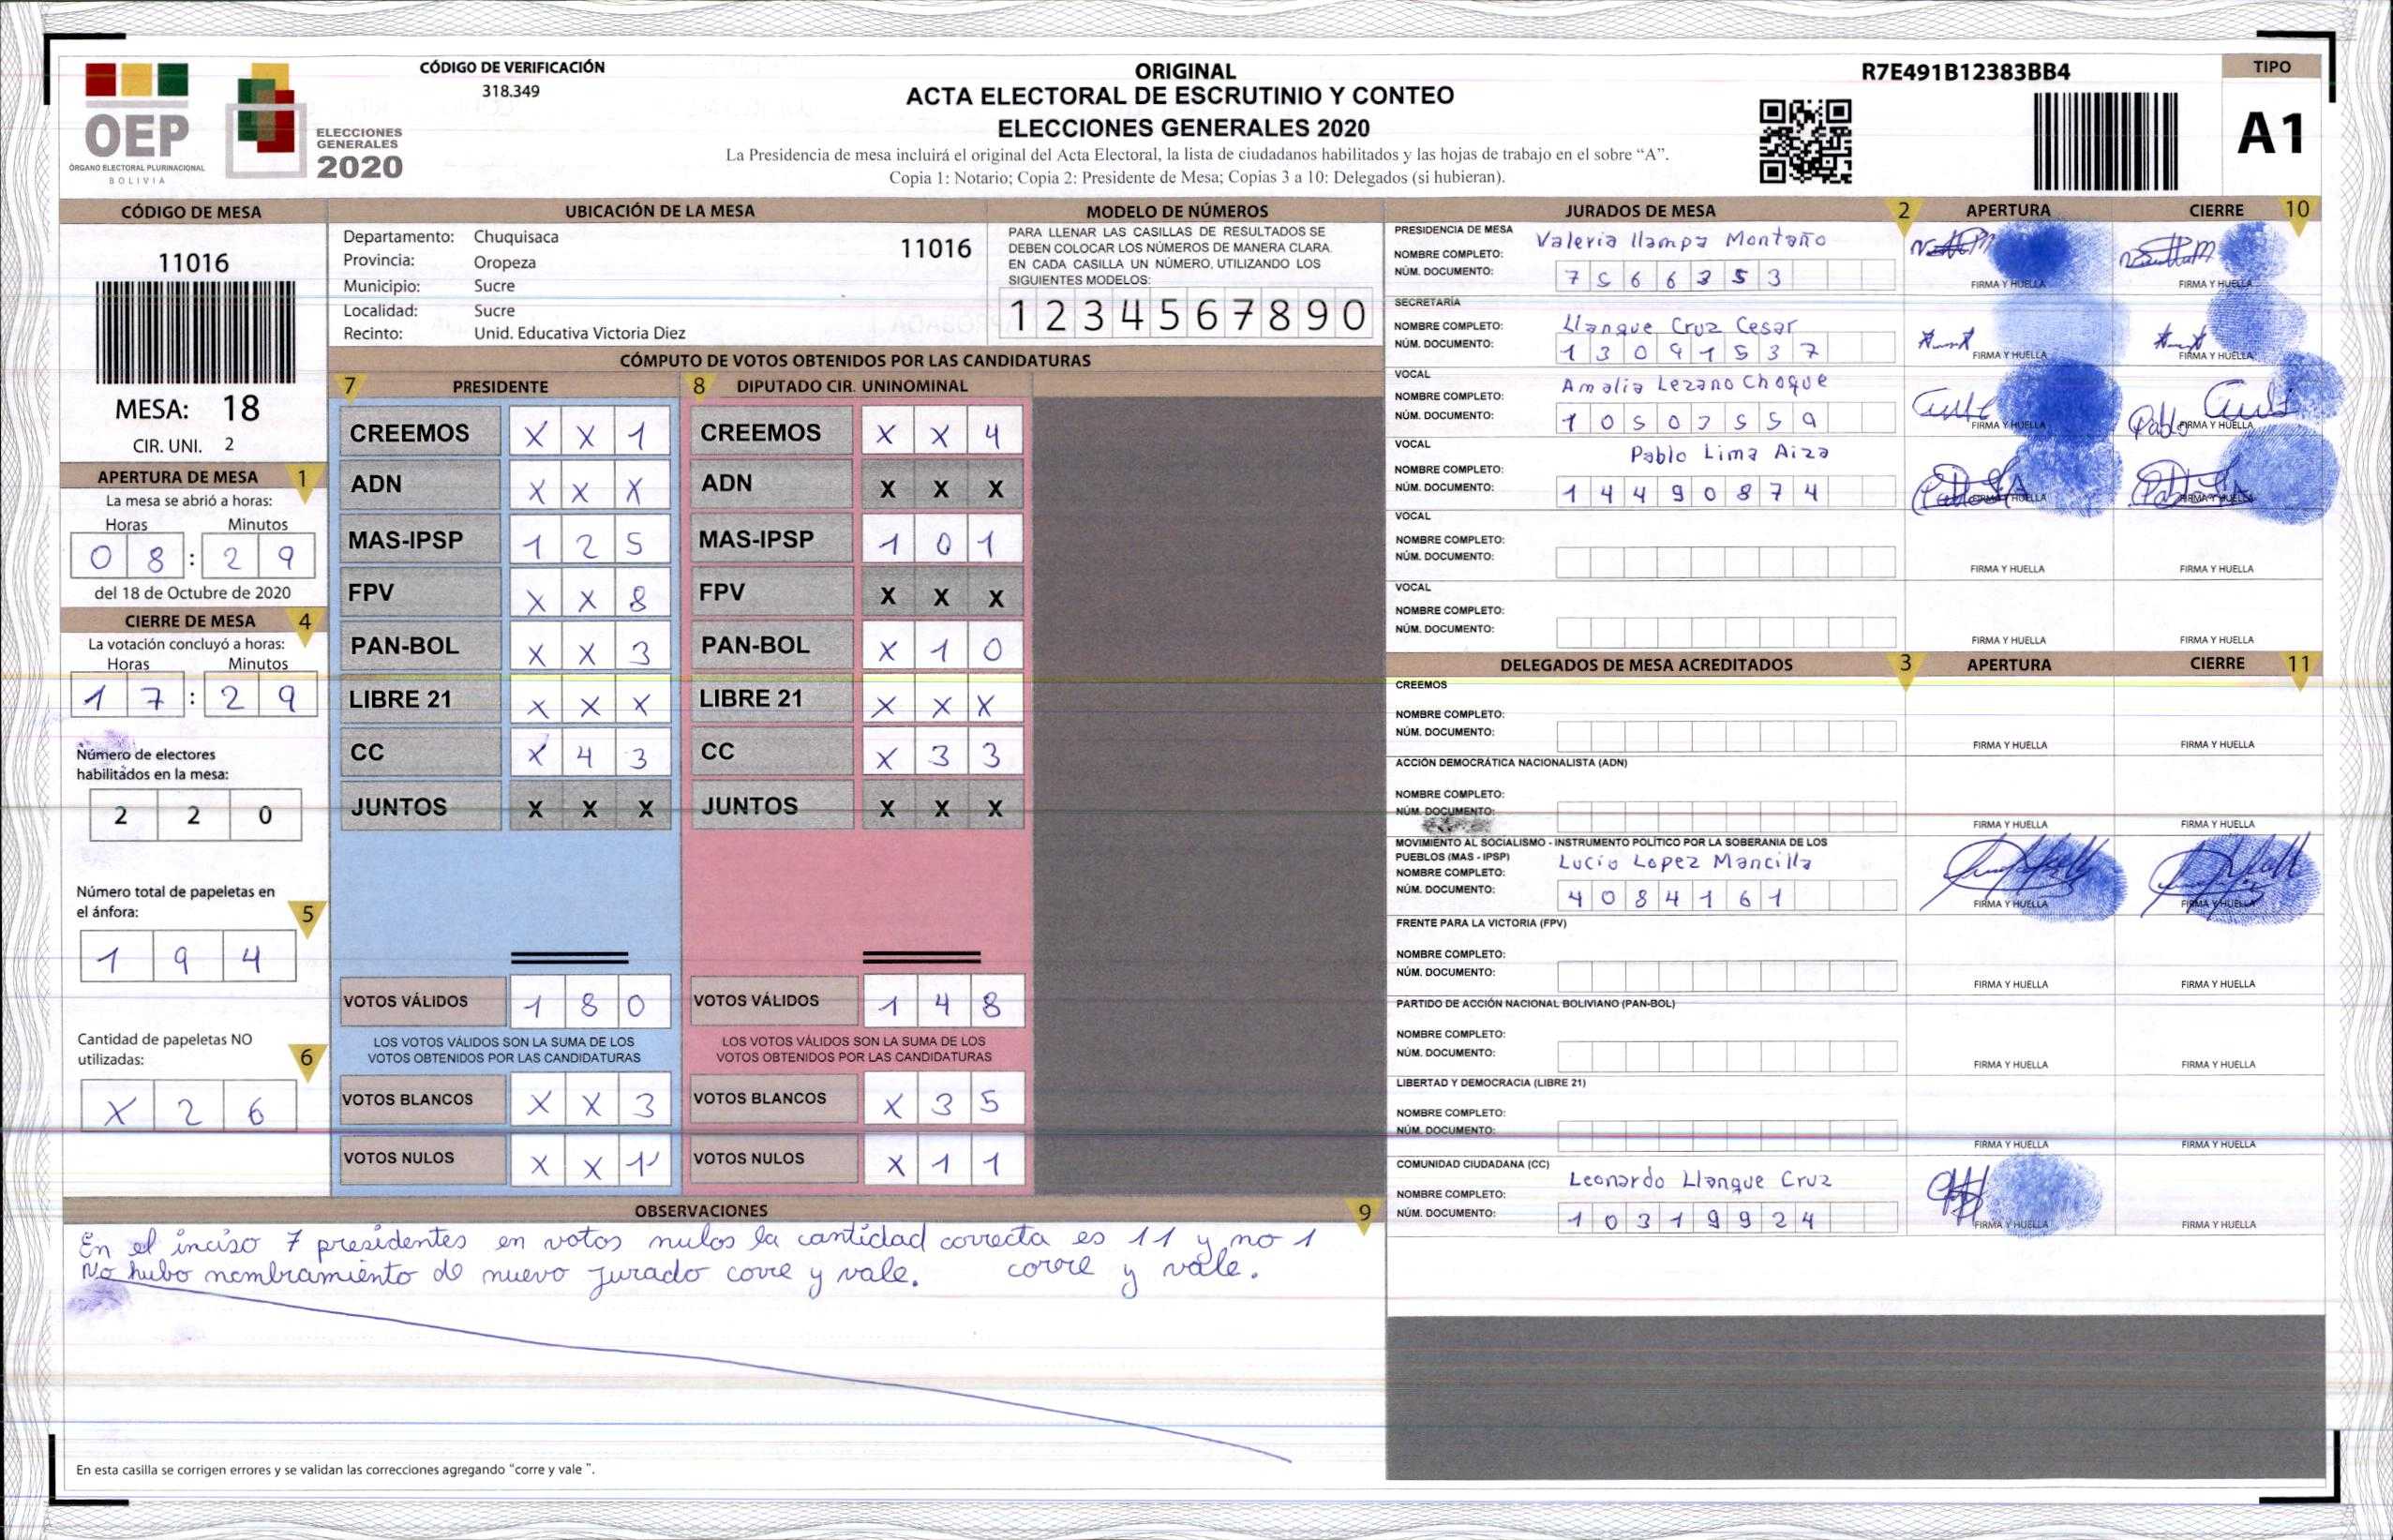 CÓDIGO DE VERIFICACIÓN
318.349
OEP
ÓRGANO ELECTORAL PLURINACIONAL
BOLIVIA
ELECCIONES
GENERALES
2020
ORIGINAL
ACTA ELECTORAL DE ESCRUTINIO Y CONTEO
ELECCIONES GENERALES 2020
La Presidencia de mesa incluirá el original del Acta Electoral, la lista de ciudadanos habilitados y las hojas de trabajo en el sobre “A”.
Copia 1: Notario; Copia 2: Presidente de Mesa; Copias 3 a 10: Delegados (si hubieran).
R7E491B12383BB4
TIPO
A1
CÓDIGO DE MESA
11016
MESA: 18
CIR. UNI. 2
APERTURA DE MESA 1
La mesa se abrió a horas:
Horas Minutos
0 8 : 2 9
del 18 de Octubre de 2020
CIERRE DE MESA 4
La votación concluyó a horas:
Horas Minutos
1 7 : 2 9
Número de electores
habilitados en la mesa:
2 2 0
Número total de papeletas en
el ánfora: 5
1 9 4
Cantidad de papeletas NO
utilizadas: 6
X 2 6
UBICACIÓN DE LA MESA
Departamento: Chuquisaca 11016
Provincia: Oropeza
Municipio: Sucre
Localidad: Sucre
Recinto: Unid. Educativa Victoria Diez
MODELO DE NÚMEROS
PARA LLENAR LAS CASILLAS DE RESULTADOS SE
DEBEN COLOCAR LOS NÚMEROS DE MANERA CLARA.
EN CADA CASILLA UN NÚMERO, UTILIZANDO LOS
SIGUIENTES MODELOS:
1 2 3 4 5 6 7 8 9 0
CÓMPUTO DE VOTOS OBTENIDOS POR LAS CANDIDATURAS
7 PRESIDENTE 8 DIPUTADO CIR. UNINOMINAL
CREEMOS X X 1 CREEMOS X X 4
ADN X X X ADN X X X
MAS-IPSP 1 2 5 MAS-IPSP 1 0 1
FPV X X 8 FPV X X X
PAN-BOL X X 3 PAN-BOL X 1 0
LIBRE 21 X X X LIBRE 21 X X X
CC X 4 3 CC X 3 3
JUNTOS X X X JUNTOS X X X
VOTOS VÁLIDOS 1 8 0 VOTOS VÁLIDOS 1 4 8
LOS VOTOS VÁLIDOS SON LA SUMA DE LOS LOS VOTOS VÁLIDOS SON LA SUMA DE LOS
VOTOS OBTENIDOS POR LAS CANDIDATURAS VOTOS OBTENIDOS POR LAS CANDIDATURAS
VOTOS BLANCOS X X 3 VOTOS BLANCOS X 3 5
VOTOS NULOS X X 1 VOTOS NULOS X 1 1
OBSERVACIONES 9
En el inciso 7 presidentes en votos nulos la cantidad correcta es 11 y no 1
No hubo nombramiento de nuevo jurado corre y vale. corre y vale.
En esta casilla se corrigen errores y se validan las correcciones agregando “corre y vale ”.
JURADOS DE MESA 2 APERTURA CIERRE 10
PRESIDENCIA DE MESA
Valeria llampa Montaño
NOMBRE COMPLETO:
NÚM. DOCUMENTO: 7 5 6 6 3 5 3
FIRMA Y HUELLA FIRMA Y HUELLA
SECRETARÍA
NOMBRE COMPLETO: Llanque Cruz Cesar
NÚM. DOCUMENTO: 1 3 0 9 1 5 3 7
FIRMA Y HUELLA FIRMA Y HUELLA
VOCAL
Amalia Lezano Choque
NOMBRE COMPLETO:
NÚM. DOCUMENTO: 1 0 5 0 7 5 5 9
FIRMA Y HUELLA FIRMA Y HUELLA
VOCAL
Pablo Lima Aiza
NOMBRE COMPLETO:
NÚM. DOCUMENTO: 1 4 4 9 0 8 7 4
FIRMA Y HUELLA FIRMA Y HUELLA
VOCAL
NOMBRE COMPLETO:
NÚM. DOCUMENTO:
FIRMA Y HUELLA FIRMA Y HUELLA
VOCAL
NOMBRE COMPLETO:
NÚM. DOCUMENTO:
FIRMA Y HUELLA FIRMA Y HUELLA
DELEGADOS DE MESA ACREDITADOS 3 APERTURA CIERRE 11
CREEMOS
NOMBRE COMPLETO:
NÚM. DOCUMENTO:
FIRMA Y HUELLA FIRMA Y HUELLA
ACCIÓN DEMOCRÁTICA NACIONALISTA (ADN)
NOMBRE COMPLETO:
NÚM. DOCUMENTO:
FIRMA Y HUELLA FIRMA Y HUELLA
MOVIMIENTO AL SOCIALISMO - INSTRUMENTO POLÍTICO POR LA SOBERANIA DE LOS
PUEBLOS (MAS - IPSP) Lucio Lopez Mancilla
NOMBRE COMPLETO:
NÚM. DOCUMENTO: 4 0 8 4 1 6 1
FIRMA Y HUELLA FIRMA Y HUELLA
FRENTE PARA LA VICTORIA (FPV)
NOMBRE COMPLETO:
NÚM. DOCUMENTO:
FIRMA Y HUELLA FIRMA Y HUELLA
PARTIDO DE ACCIÓN NACIONAL BOLIVIANO (PAN-BOL)
NOMBRE COMPLETO:
NÚM. DOCUMENTO:
FIRMA Y HUELLA FIRMA Y HUELLA
LIBERTAD Y DEMOCRACIA (LIBRE 21)
NOMBRE COMPLETO:
NÚM. DOCUMENTO:
FIRMA Y HUELLA FIRMA Y HUELLA
COMUNIDAD CIUDADANA (CC)
Leonardo Llanque Cruz
NOMBRE COMPLETO:
NÚM. DOCUMENTO: 1 0 3 1 9 9 2 4
FIRMA Y HUELLA FIRMA Y HUELLA